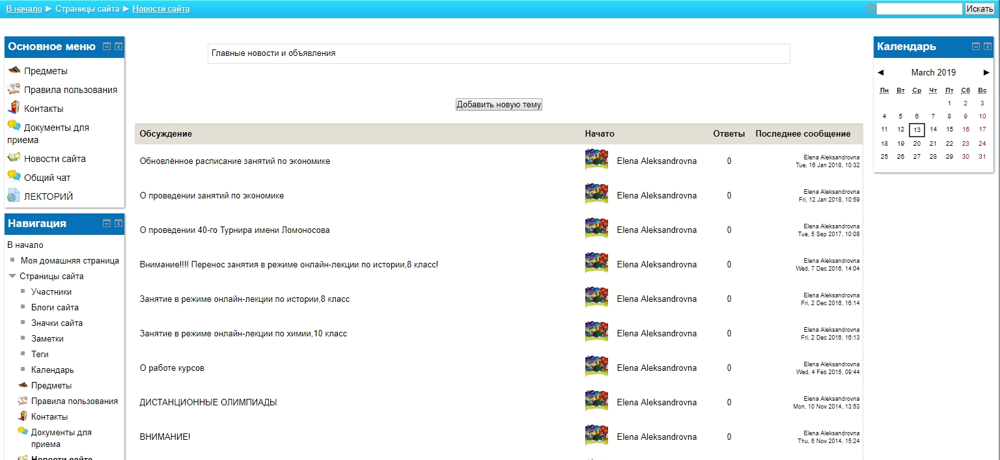 В начало ► Страницы сайта ► Новости сайта
Искать
Основное меню
Предметы
Правила пользования
Контакты
Документы для
приема
Новости сайта
Общий чат
ЛЕКТОРИЙ
Навигация
В начало
Моя домашняя страница
Страницы сайта
Участники
Блоги сайта
Значки сайта
Заметки
Теги
Календарь
Предметы
Правила пользования
Контакты
Документы для
приема
Новости сайта
Главные новости и объявления
Добавить новую тему
Обсуждение Начато Ответы Последнее сообщение
Обновлённое расписание занятий по экономике Elena Aleksandrovna 0 Elena Aleksandrovna
Tue, 16 Jan 2018, 10:32
О проведении занятий по экономике Elena Aleksandrovna 0 Elena Aleksandrovna
Fri, 12 Jan 2018, 10:59
О проведении 40-го Турнира имени Ломоносова Elena Aleksandrovna 0 Elena Aleksandrovna
Tue, 5 Sep 2017, 10:08
Внимание!!!! Перенос занятия в режиме онлайн-лекции по истории,8 класс! Elena Aleksandrovna 0 Elena Aleksandrovna
Wed, 7 Dec 2016, 14:04
Занятие в режиме онлайн-лекции по истории,8 класс Elena Aleksandrovna 0 Elena Aleksandrovna
Fri, 2 Dec 2016, 16:14
Занятие в режиме онлайн-лекции по химии,10 класс Elena Aleksandrovna 0 Elena Aleksandrovna
Fri, 2 Dec 2016, 16:13
О работе курсов Elena Aleksandrovna 0 Elena Aleksandrovna
Wed, 4 Feb 2015, 09:44
ДИСТАНЦИОННЫЕ ОЛИМПИАДЫ Elena Aleksandrovna 0 Elena Aleksandrovna
Mon, 10 Nov 2014, 13:53
ВНИМАНИЕ! Elena Aleksandrovna 0 Elena Aleksandrovna
Thu, 6 Nov 2014, 15:24
Календарь
◄ March 2019 ►
Пн Вт Ср Чт Пт Сб Вс
1 2 3
4 5 6 7 8 9 10
11 12 13 14 15 16 17
18 19 20 21 22 23 24
25 26 27 28 29 30 31